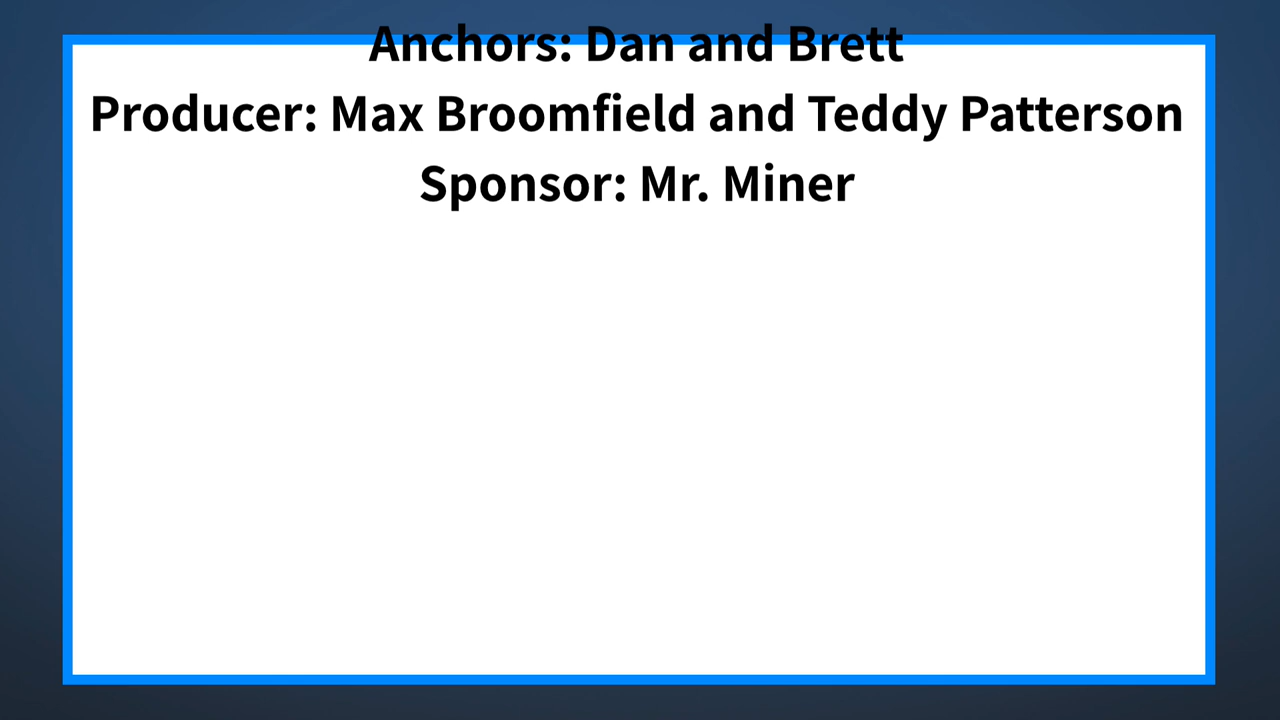 Anchors: Dan and Brett
Producer: Max Broomfield and Teddy Patterson
Sponsor: Mr. Miner